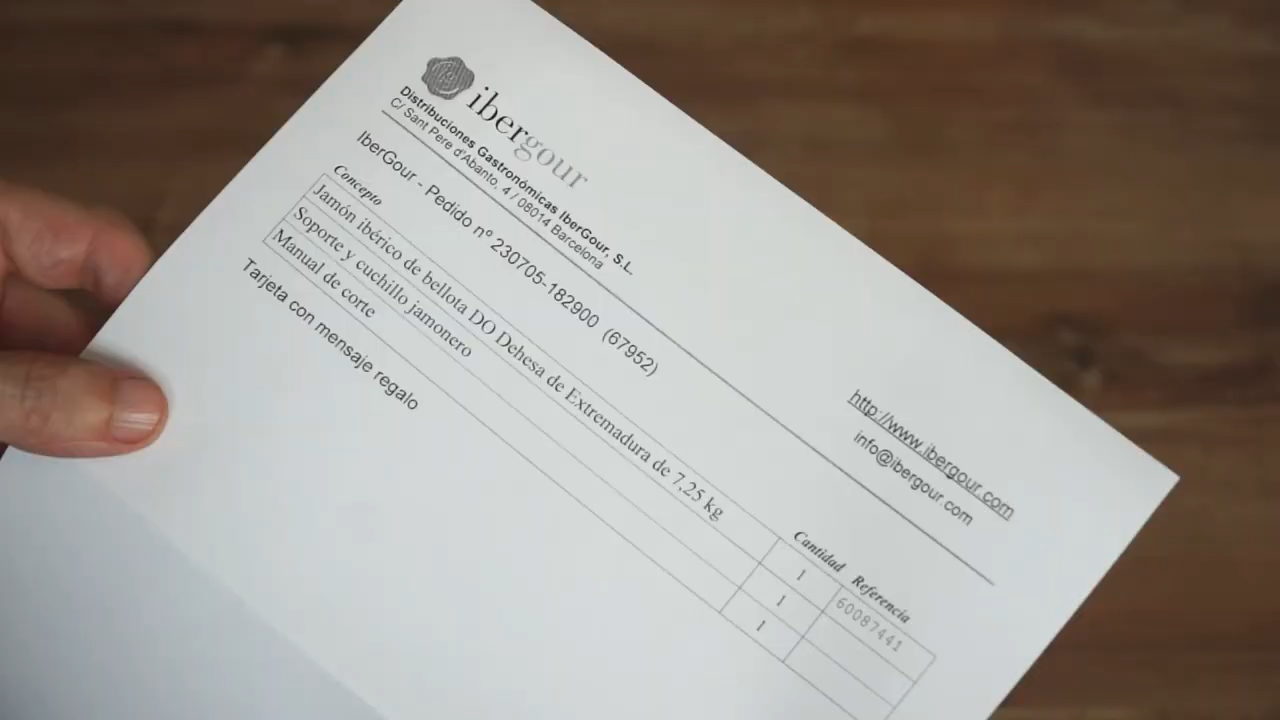 ibergour
Distribuciones Gastronómicas IberGour, S.L.
C/ Sant Pere d'Abanto, 4 / 08014 Barcelona
http://www.ibergour.com
info@ibergour.com
IberGour - Pedido nº 230705-182900 (67952)
Concepto Cantidad Referencia
Jamón ibérico de bellota DO Dehesa de Extremadura de 7,25 kg 1 60087441
Soporte y cuchillo jamonero 1
Manual de corte 1
Tarjeta con mensaje regalo